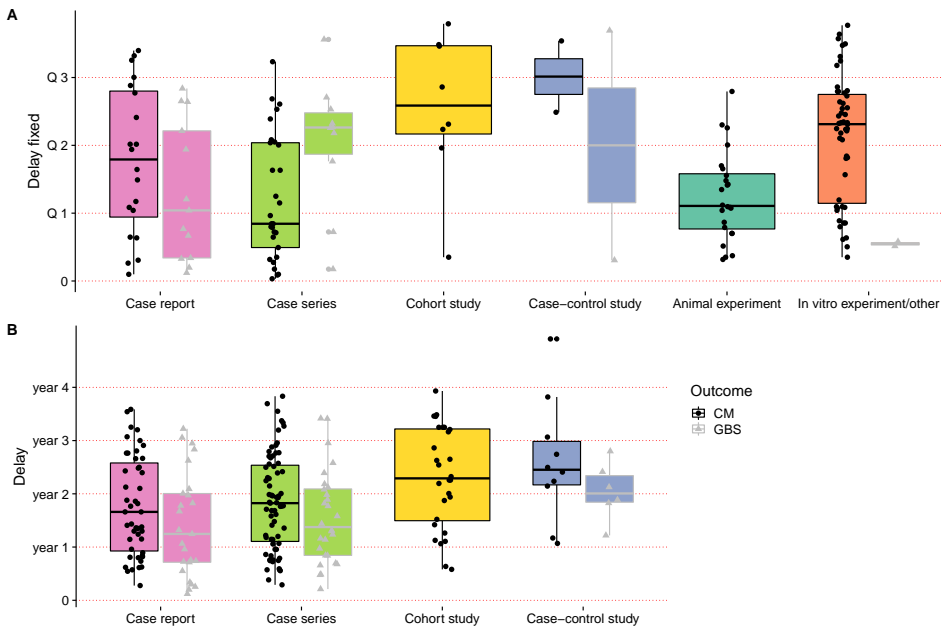 A
Delay fixed
Q 3
Q 2
Q 1
0
Case report
Case series
Cohort study
Case−control study
Animal experiment
In vitro experiment/other
B
Delay
year 4
year 3
year 2
year 1
0
Case report
Case series
Cohort study
Case−control study
Outcome
CM
GBS